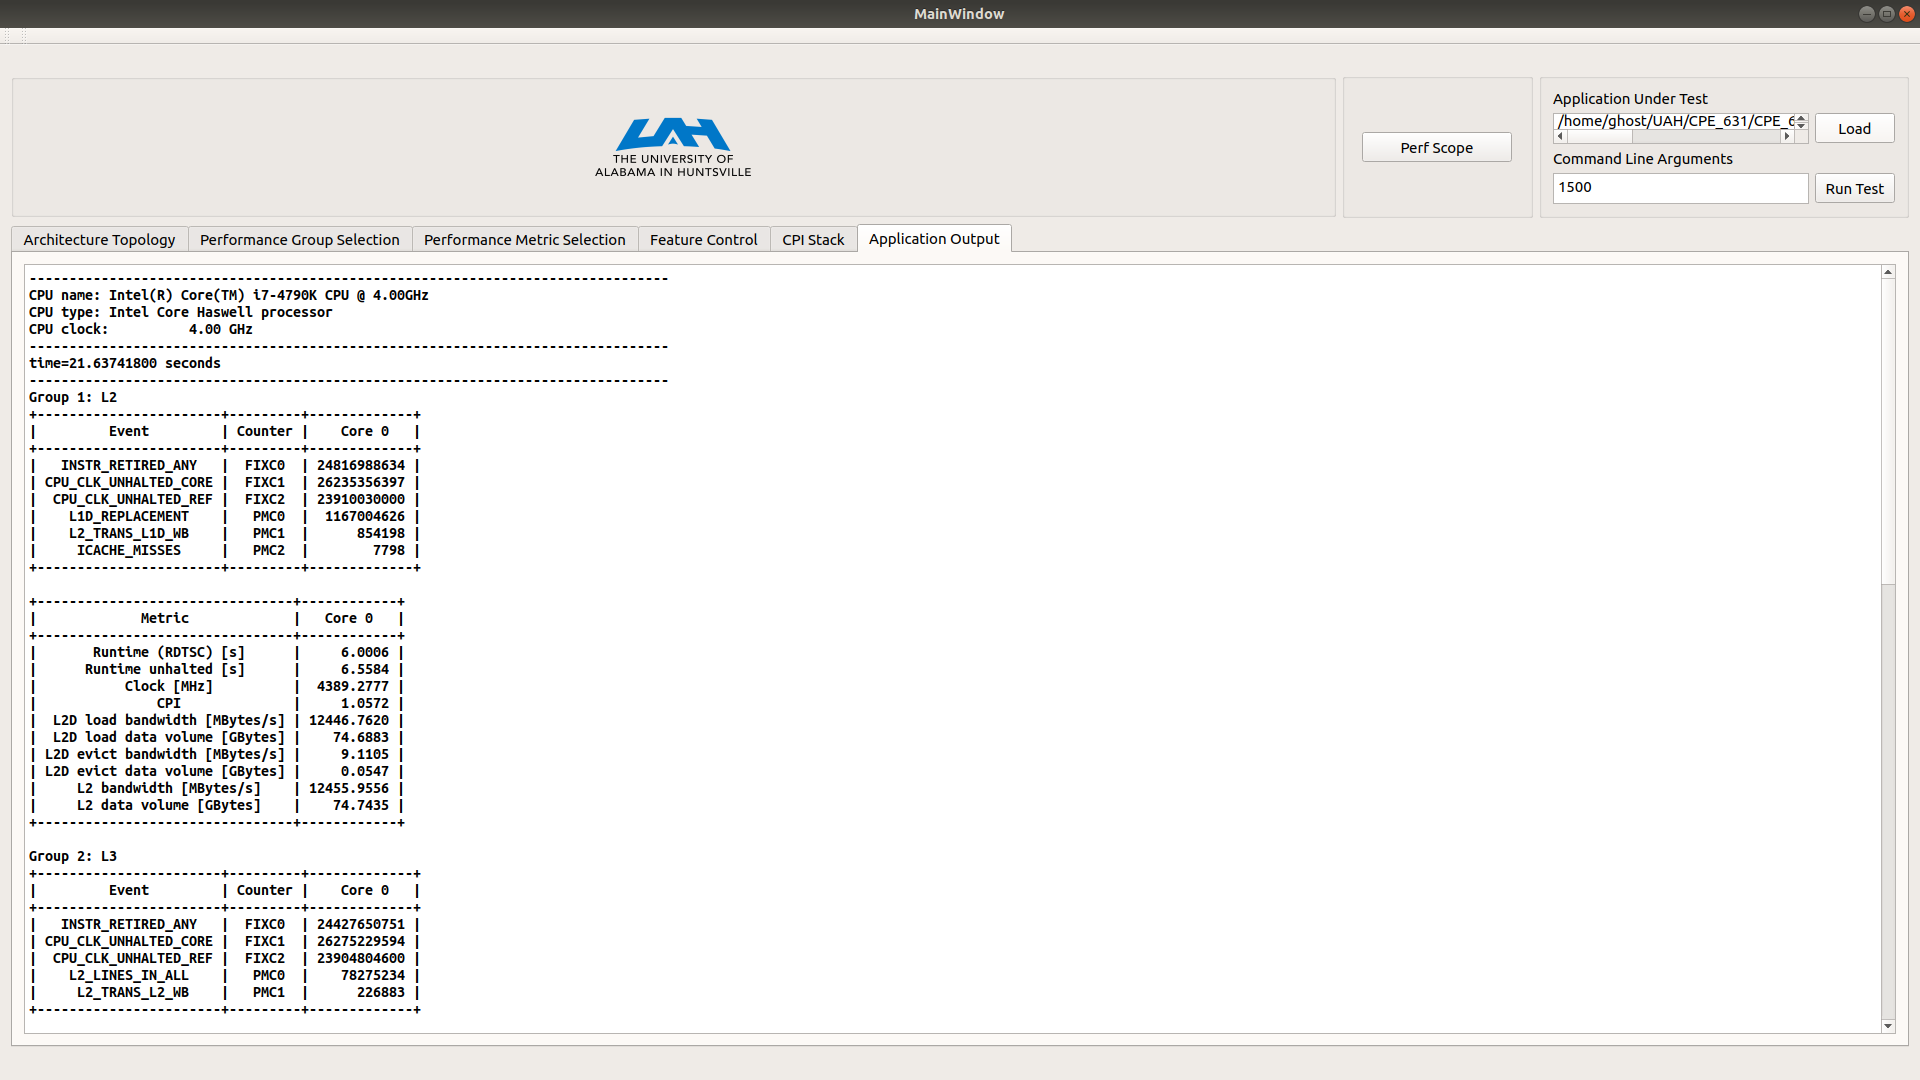 MainWindow
THE UNIVERSITY OF
ALABAMA IN HUNTSVILLE
Perf Scope
Application Under Test
/home/ghost/UAH/CPE_631/CPE_6
Load
Command Line Arguments
1500
Run Test
Architecture Topology
Performance Group Selection
Performance Metric Selection
Feature Control
CPI Stack
Application Output
--------------------------------------------------------------------------------
CPU name: Intel(R) Core(TM) i7-4790K CPU @ 4.00GHz
CPU type: Intel Core Haswell processor
CPU clock:          4.00 GHz
--------------------------------------------------------------------------------
time=21.63741800 seconds
--------------------------------------------------------------------------------
Group 1: L2
+-----------------------+---------+-------------+
|         Event         | Counter |    Core 0   |
+-----------------------+---------+-------------+
|   INSTR_RETIRED_ANY   |  FIXC0  | 24816988634 |
| CPU_CLK_UNHALTED_CORE |  FIXC1  | 26235356397 |
|  CPU_CLK_UNHALTED_REF |  FIXC2  | 23910030000 |
|    L1D_REPLACEMENT    |   PMC0  |  1167004626 |
|    L2_TRANS_L1D_WB    |   PMC1  |      854198 |
|     ICACHE_MISSES     |   PMC2  |        7798 |
+-----------------------+---------+-------------+
+--------------------------------+------------+
|             Metric             |   Core 0   |
+--------------------------------+------------+
|       Runtime (RDTSC) [s]      |     6.0006 |
|      Runtime unhalted [s]      |     6.5584 |
|           Clock [MHz]          |  4389.2777 |
|               CPI              |     1.0572 |
|  L2D load bandwidth [MBytes/s] | 12446.7620 |
|  L2D load data volume [GBytes] |    74.6883 |
| L2D evict bandwidth [MBytes/s] |     9.1105 |
| L2D evict data volume [GBytes] |     0.0547 |
|     L2 bandwidth [MBytes/s]    | 12455.9556 |
|     L2 data volume [GBytes]    |    74.7435 |
+--------------------------------+------------+
Group 2: L3
+-----------------------+---------+-------------+
|         Event         | Counter |    Core 0   |
+-----------------------+---------+-------------+
|   INSTR_RETIRED_ANY   |  FIXC0  | 24427650751 |
| CPU_CLK_UNHALTED_CORE |  FIXC1  | 26275229594 |
|  CPU_CLK_UNHALTED_REF |  FIXC2  | 23904804600 |
|    L2_LINES_IN_ALL    |   PMC0  |    78275234 |
|     L2_TRANS_L2_WB    |   PMC1  |      226883 |
+-----------------------+---------+-------------+